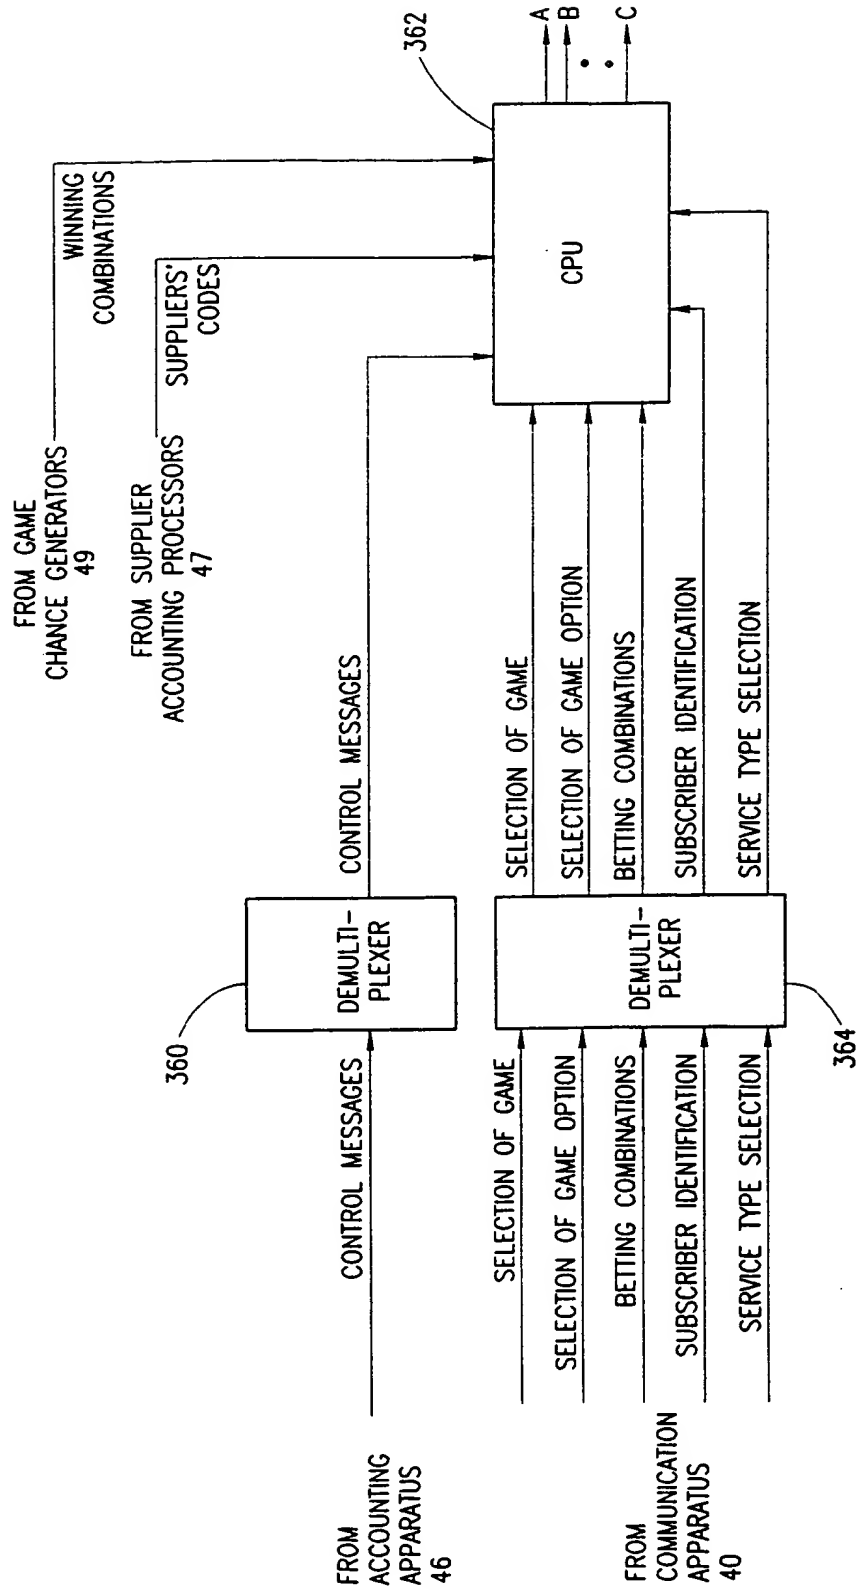 FROM GAME
CHANCE GENERATORS
49
WINNING
COMBINATIONS
FROM SUPPLIER
ACCOUNTING PROCESSORS
47
SUPPLIERS'
CODES
362
360
FROM
ACCOUNTING
APPARATUS
46
CONTROL MESSAGES
DEMULTI-
PLEXER
CONTROL MESSAGES
CPU
A
B
C
FROM
COMMUNICATION
APPARATUS
40
SELECTION OF GAME
SELECTION OF GAME OPTION
BETTING COMBINATIONS
SUBSCRIBER IDENTIFICATION
SERVICE TYPE SELECTION
DEMULTI-
PLEXER
364
SELECTION OF GAME
SELECTION OF GAME OPTION
BETTING COMBINATIONS
SUBSCRIBER IDENTIFICATION
SERVICE TYPE SELECTION